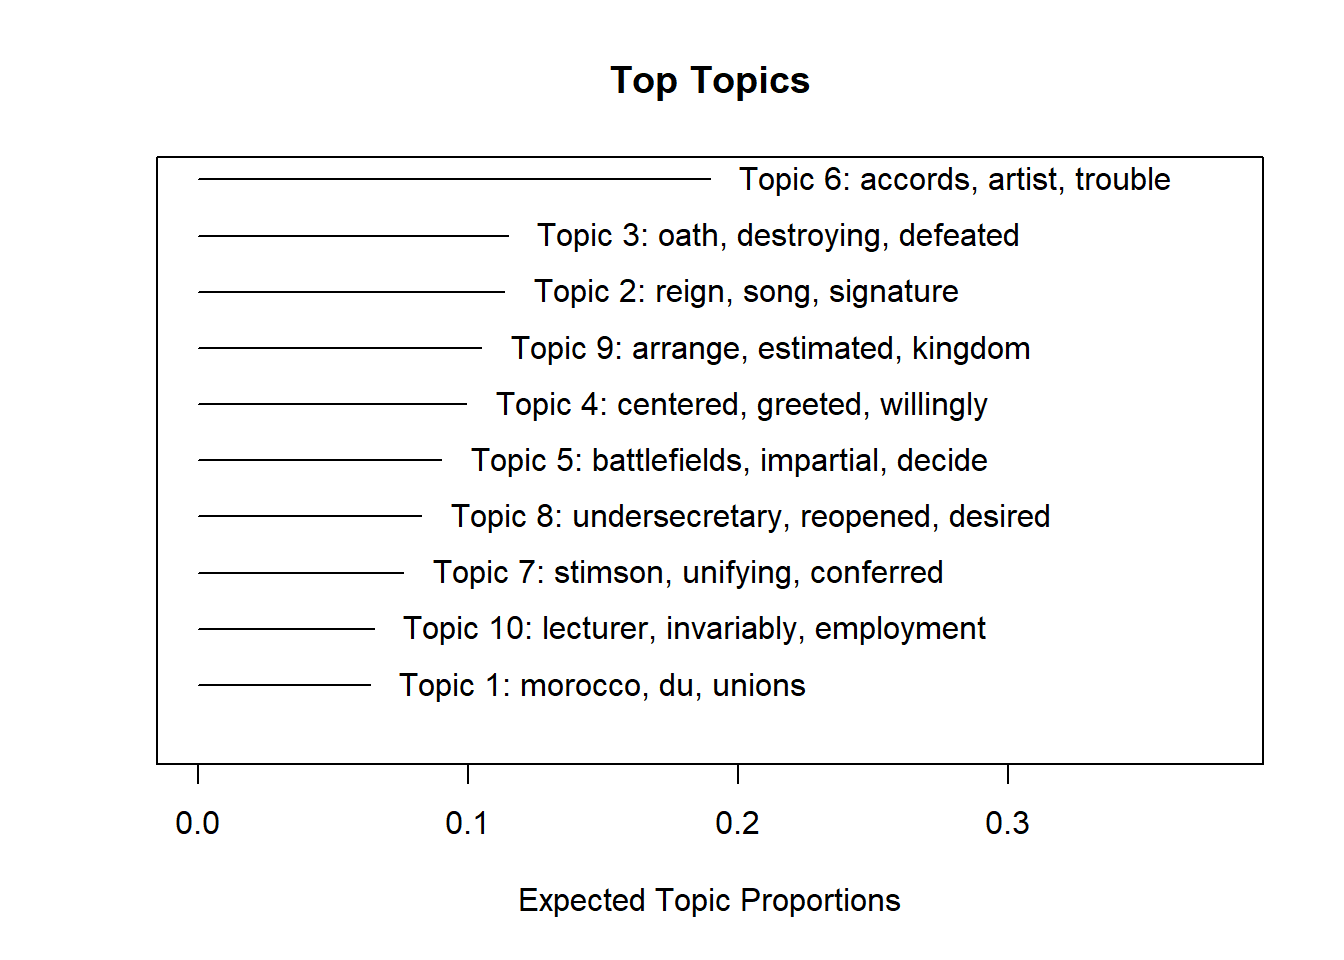 Top Topics
Topic 6: accords, artist, trouble
Topic 3: oath, destroying, defeated
Topic 2: reign, song, signature
Topic 9: arrange, estimated, kingdom
Topic 4: centered, greeted, willingly
Topic 5: battlefields, impartial, decide
Topic 8: undersecretary, reopened, desired
Topic 7: stimson, unifying, conferred
Topic 10: lecturer, invariably, employment
Topic 1: morocco, du, unions
0.0 0.1 0.2 0.3
Expected Topic Proportions